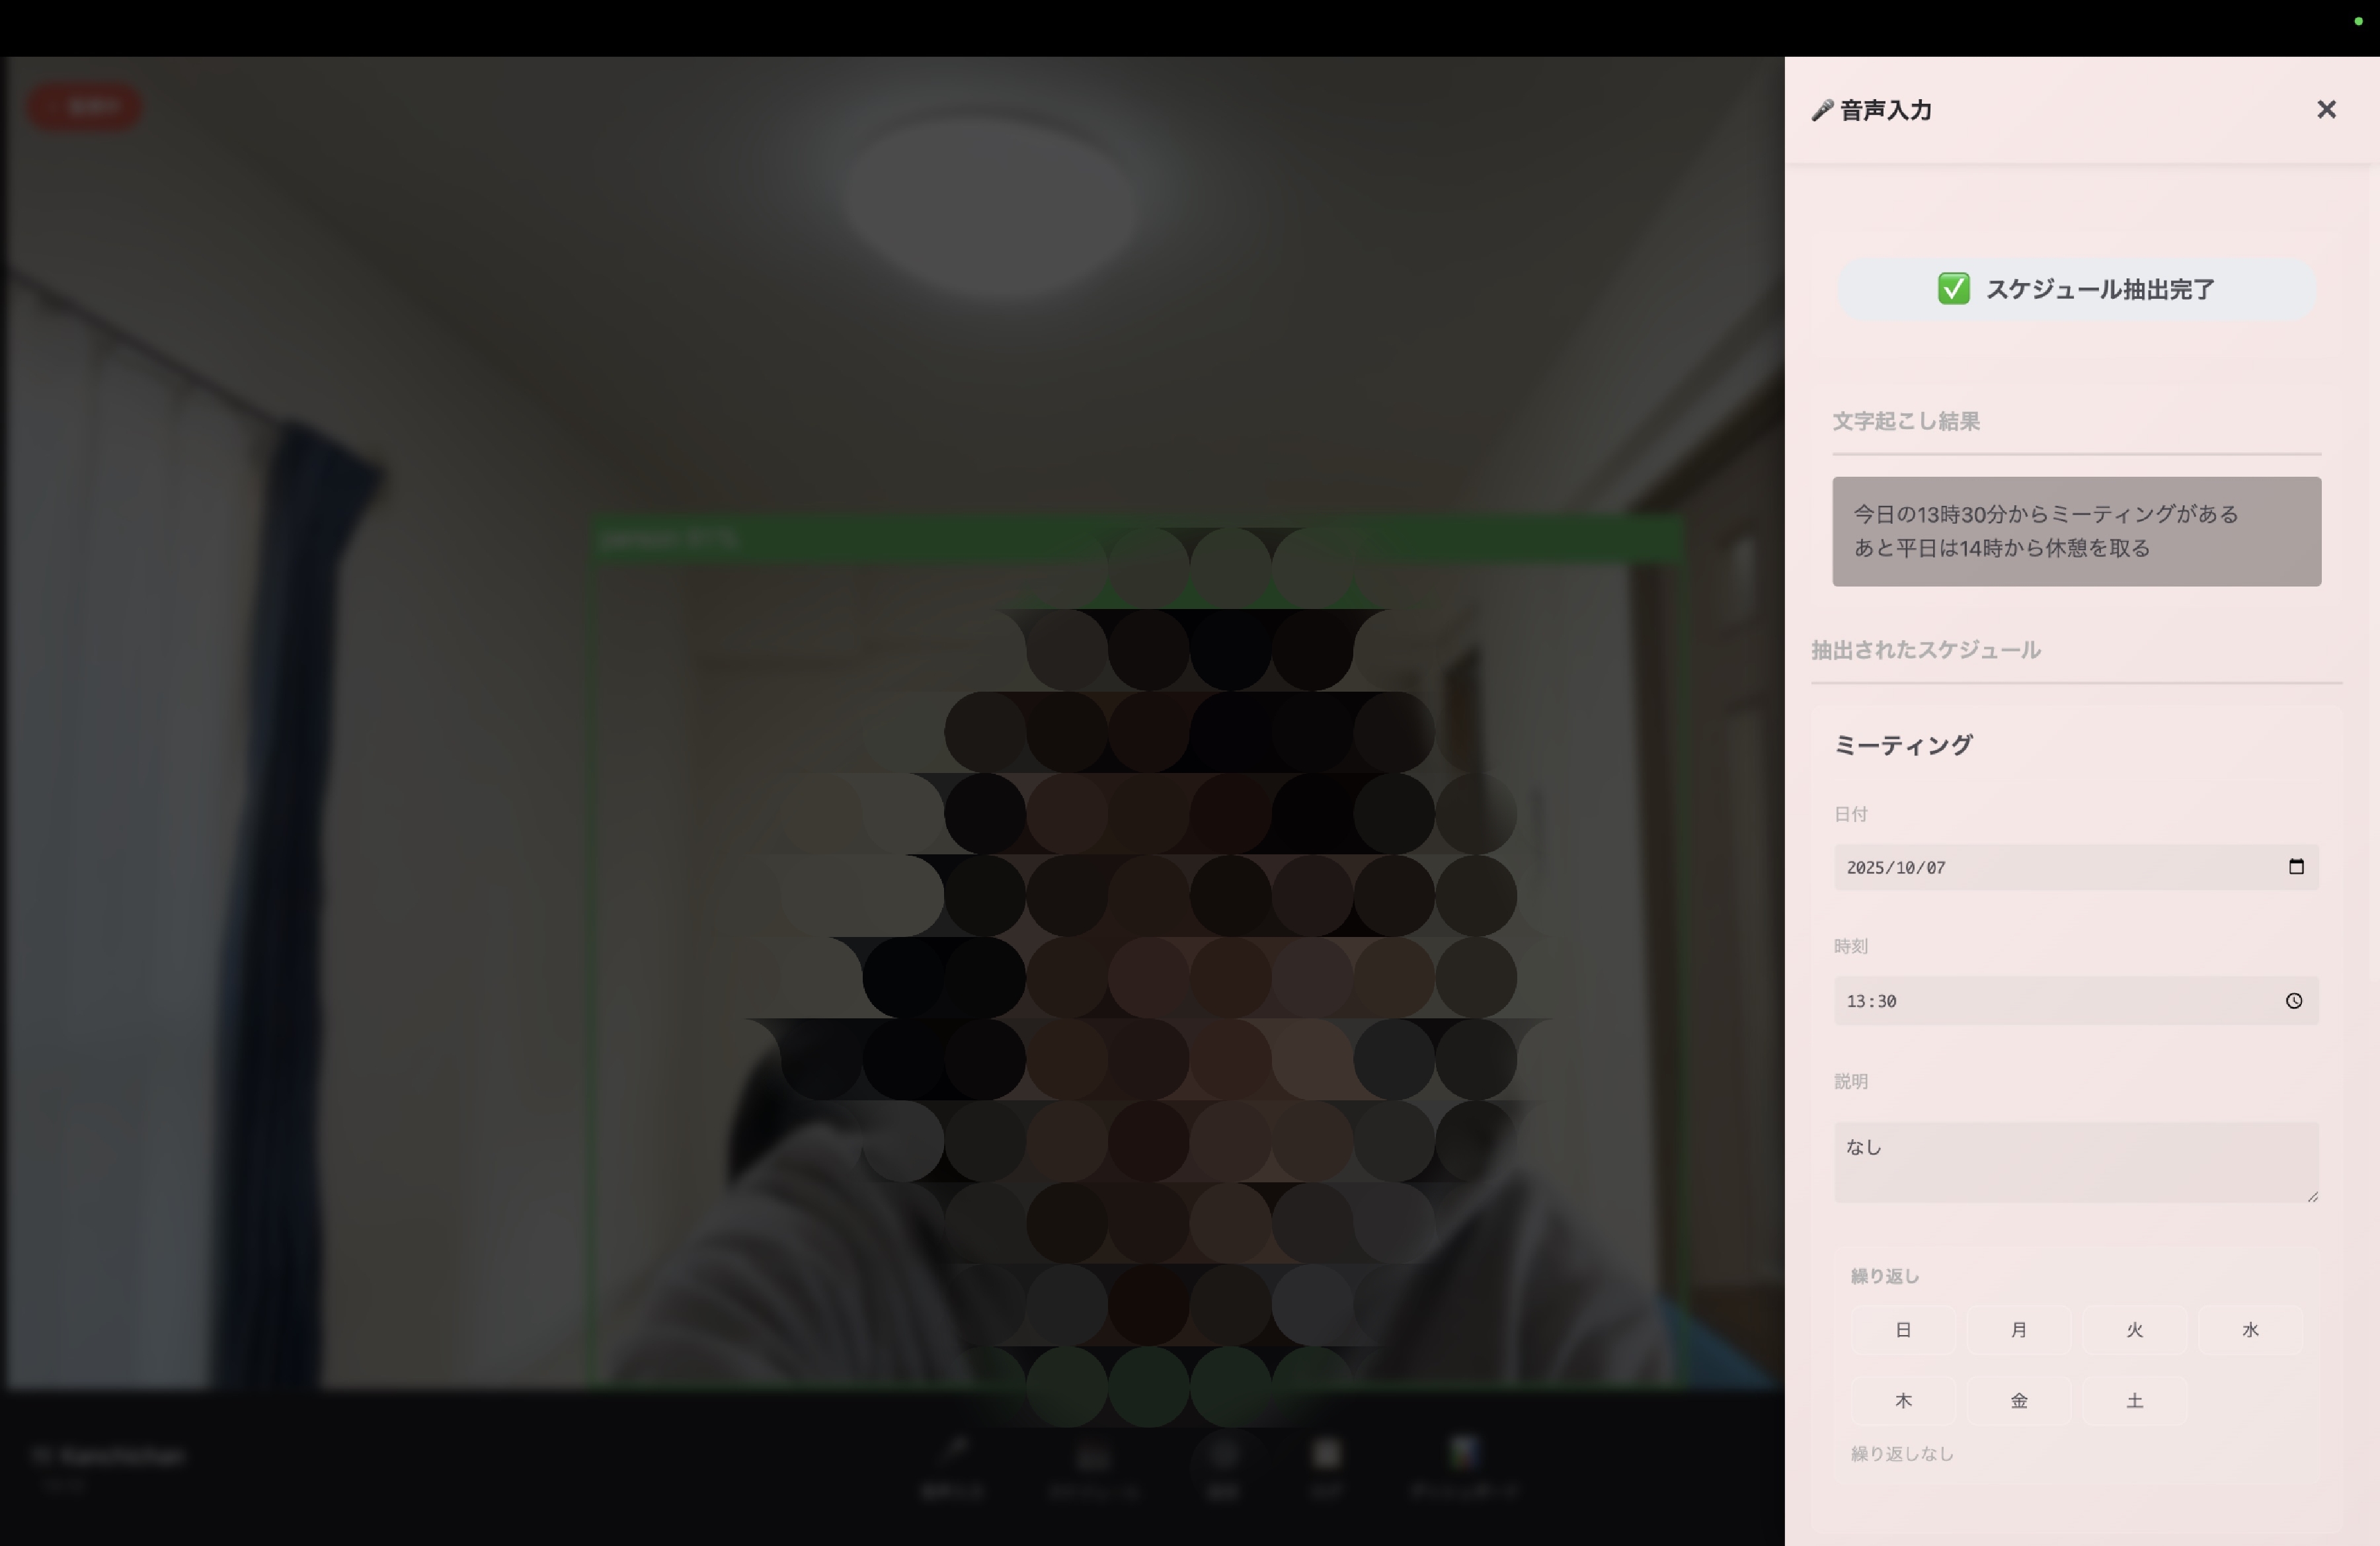 🎤 音声入力
✕
✅ スケジュール抽出完了
文字起こし結果
今日の13時30分からミーティングがある
あと平日は14時から休憩を取る
抽出されたスケジュール
ミーティング
日付
2025/10/07
時刻
13:30
説明
なし
繰り返し
日 月 火 水
木 金 土
繰り返しなし